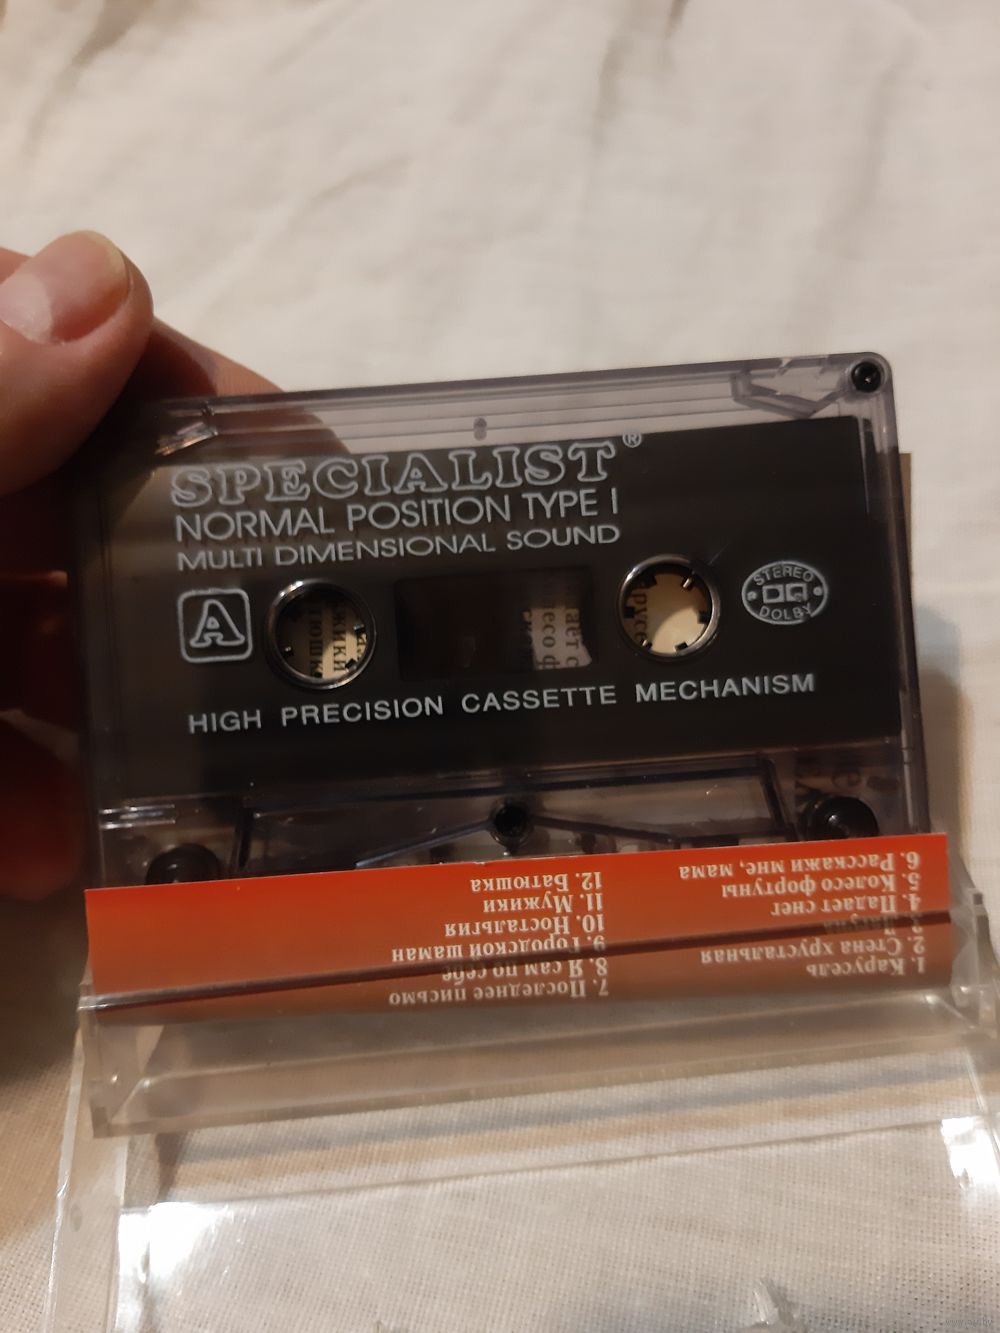 SPECIALIST®
NORMAL POSITION TYPE I
MULTI DIMENSIONAL SOUND
A
STEREO
DOLBY
HIGH PRECISION CASSETTE MECHANISM
1. Карусель
2. Стена хрустальная
3.
4. Падает снег
5. Колесо фортуны
6. Расскажи мне, мама
7. Последнее письмо
8. Я сам по себе
9. Городской шаман
10. Ностальгия
11. Мужики
12. Батюшка